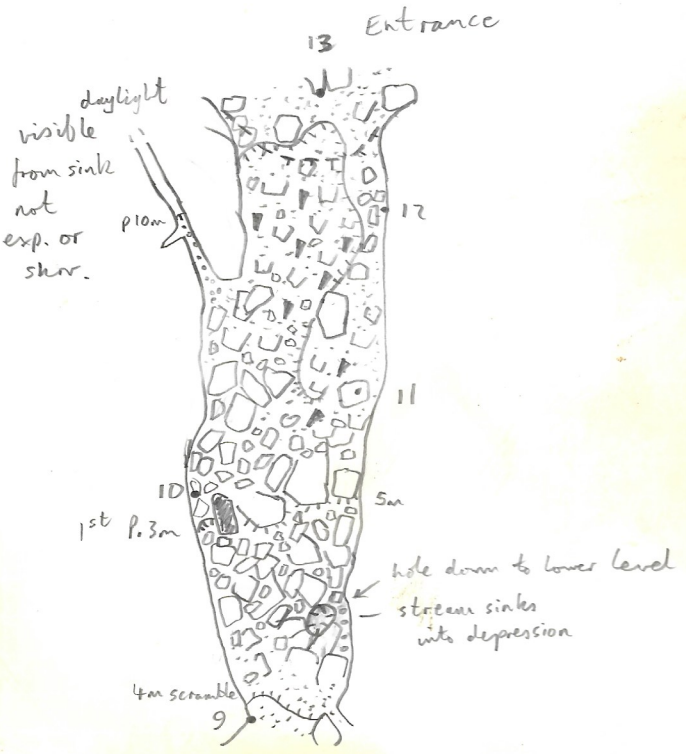 Entrance
13
daylight
visible
from sink
not
exp. or
p10m
12
11
10
5m
1st P. 3m
hole down to lower level
stream sinks
into depression
4m scramble
9